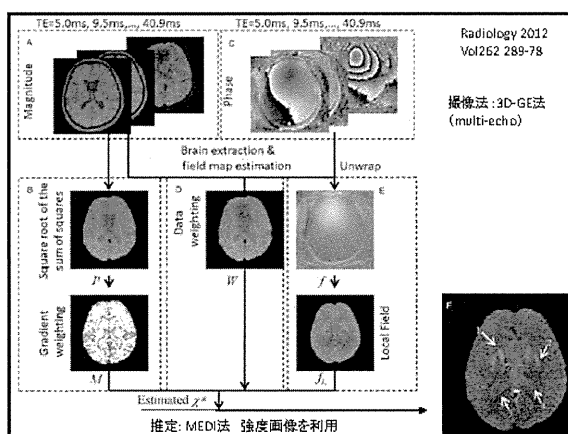 TE=5.0ms, 9.5ms,..., 40.9ms
TE=5.0ms, 9.5ms,..., 40.9ms
Radiology 2012
Vol262 289-78
撮像法:3D-GE法
(multi-echo)
A
Magnitude
C
Phase
Brain extraction &
field map estimation
Unwrap
B
Square root of the
sum of squares
D
Data
weighting
E
P
W
f
Gradient
weighting
Local Field
F
M
Estimated χ*
推定: MEDI法 強度画像を利用